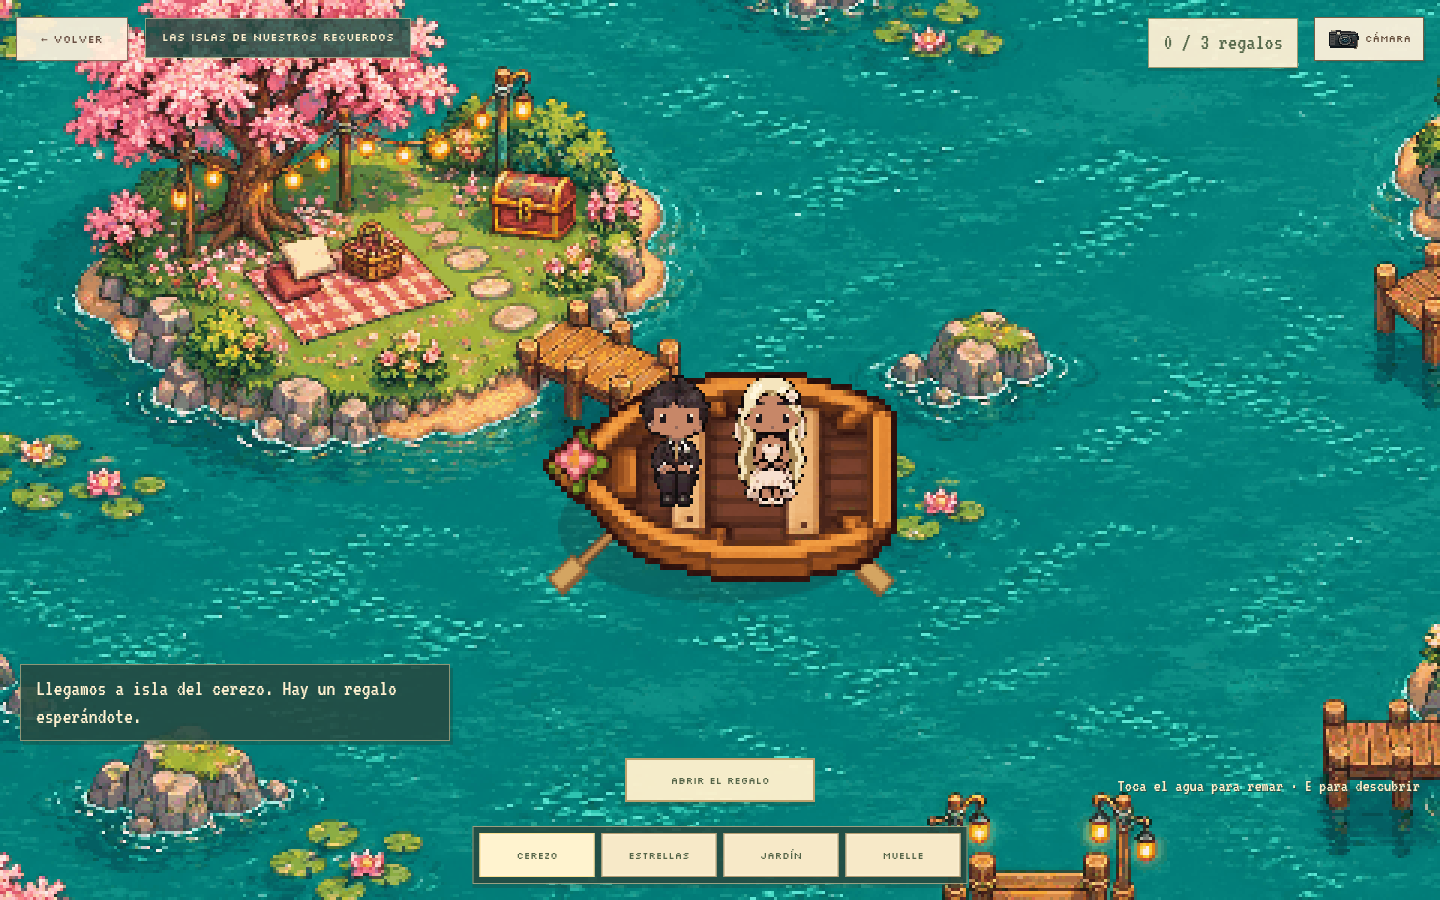 ← VOLVER
LAS ISLAS DE NUESTROS RECUERDOS
0 / 3 regalos
CÁMARA
Llegamos a isla del cerezo. Hay un regalo
esperándote.
ABRIR EL REGALO
Toca el agua para remar · E para descubrir
CEREZO
ESTRELLAS
JARDÍN
MUELLE